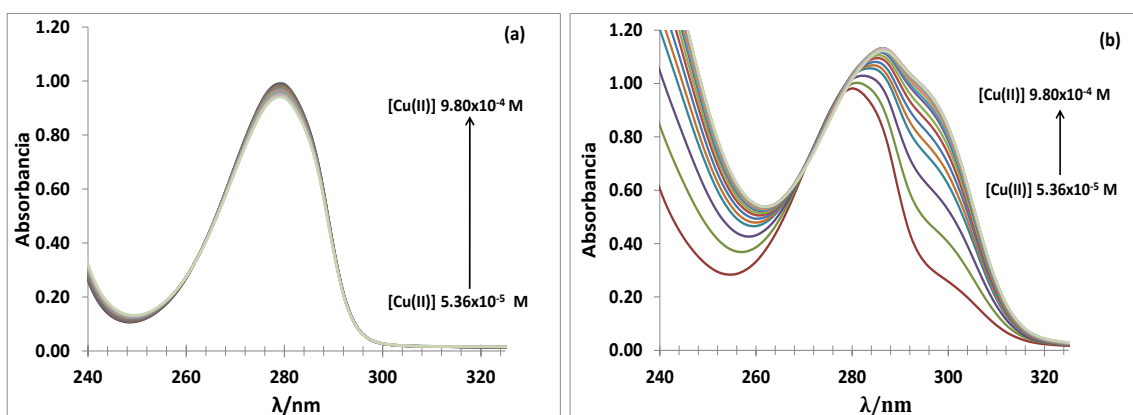 (a)
1.20
1.00
0.80
0.60
0.40
0.20
0.00
Absorbancia
[Cu(II)] 9.80x10-4 M
[Cu(II)] 5.36x10-5 M
240 260 280 300 320
λ/nm
(b)
1.20
1.00
0.80
0.60
0.40
0.20
0.00
Absorbancia
[Cu(II)] 9.80x10-4 M
[Cu(II)] 5.36x10-5 M
240 260 280 300 320
λ/nm